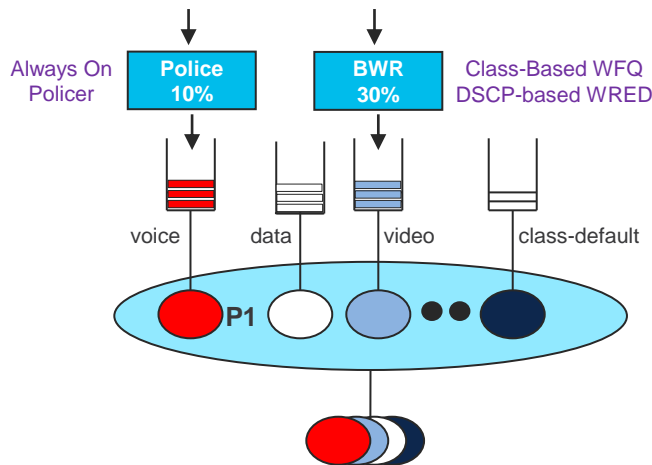 Always On
Policer
Police
10%
BWR
30%
Class-Based WFQ
DSCP-based WRED
voice
data
video
class-default
P1